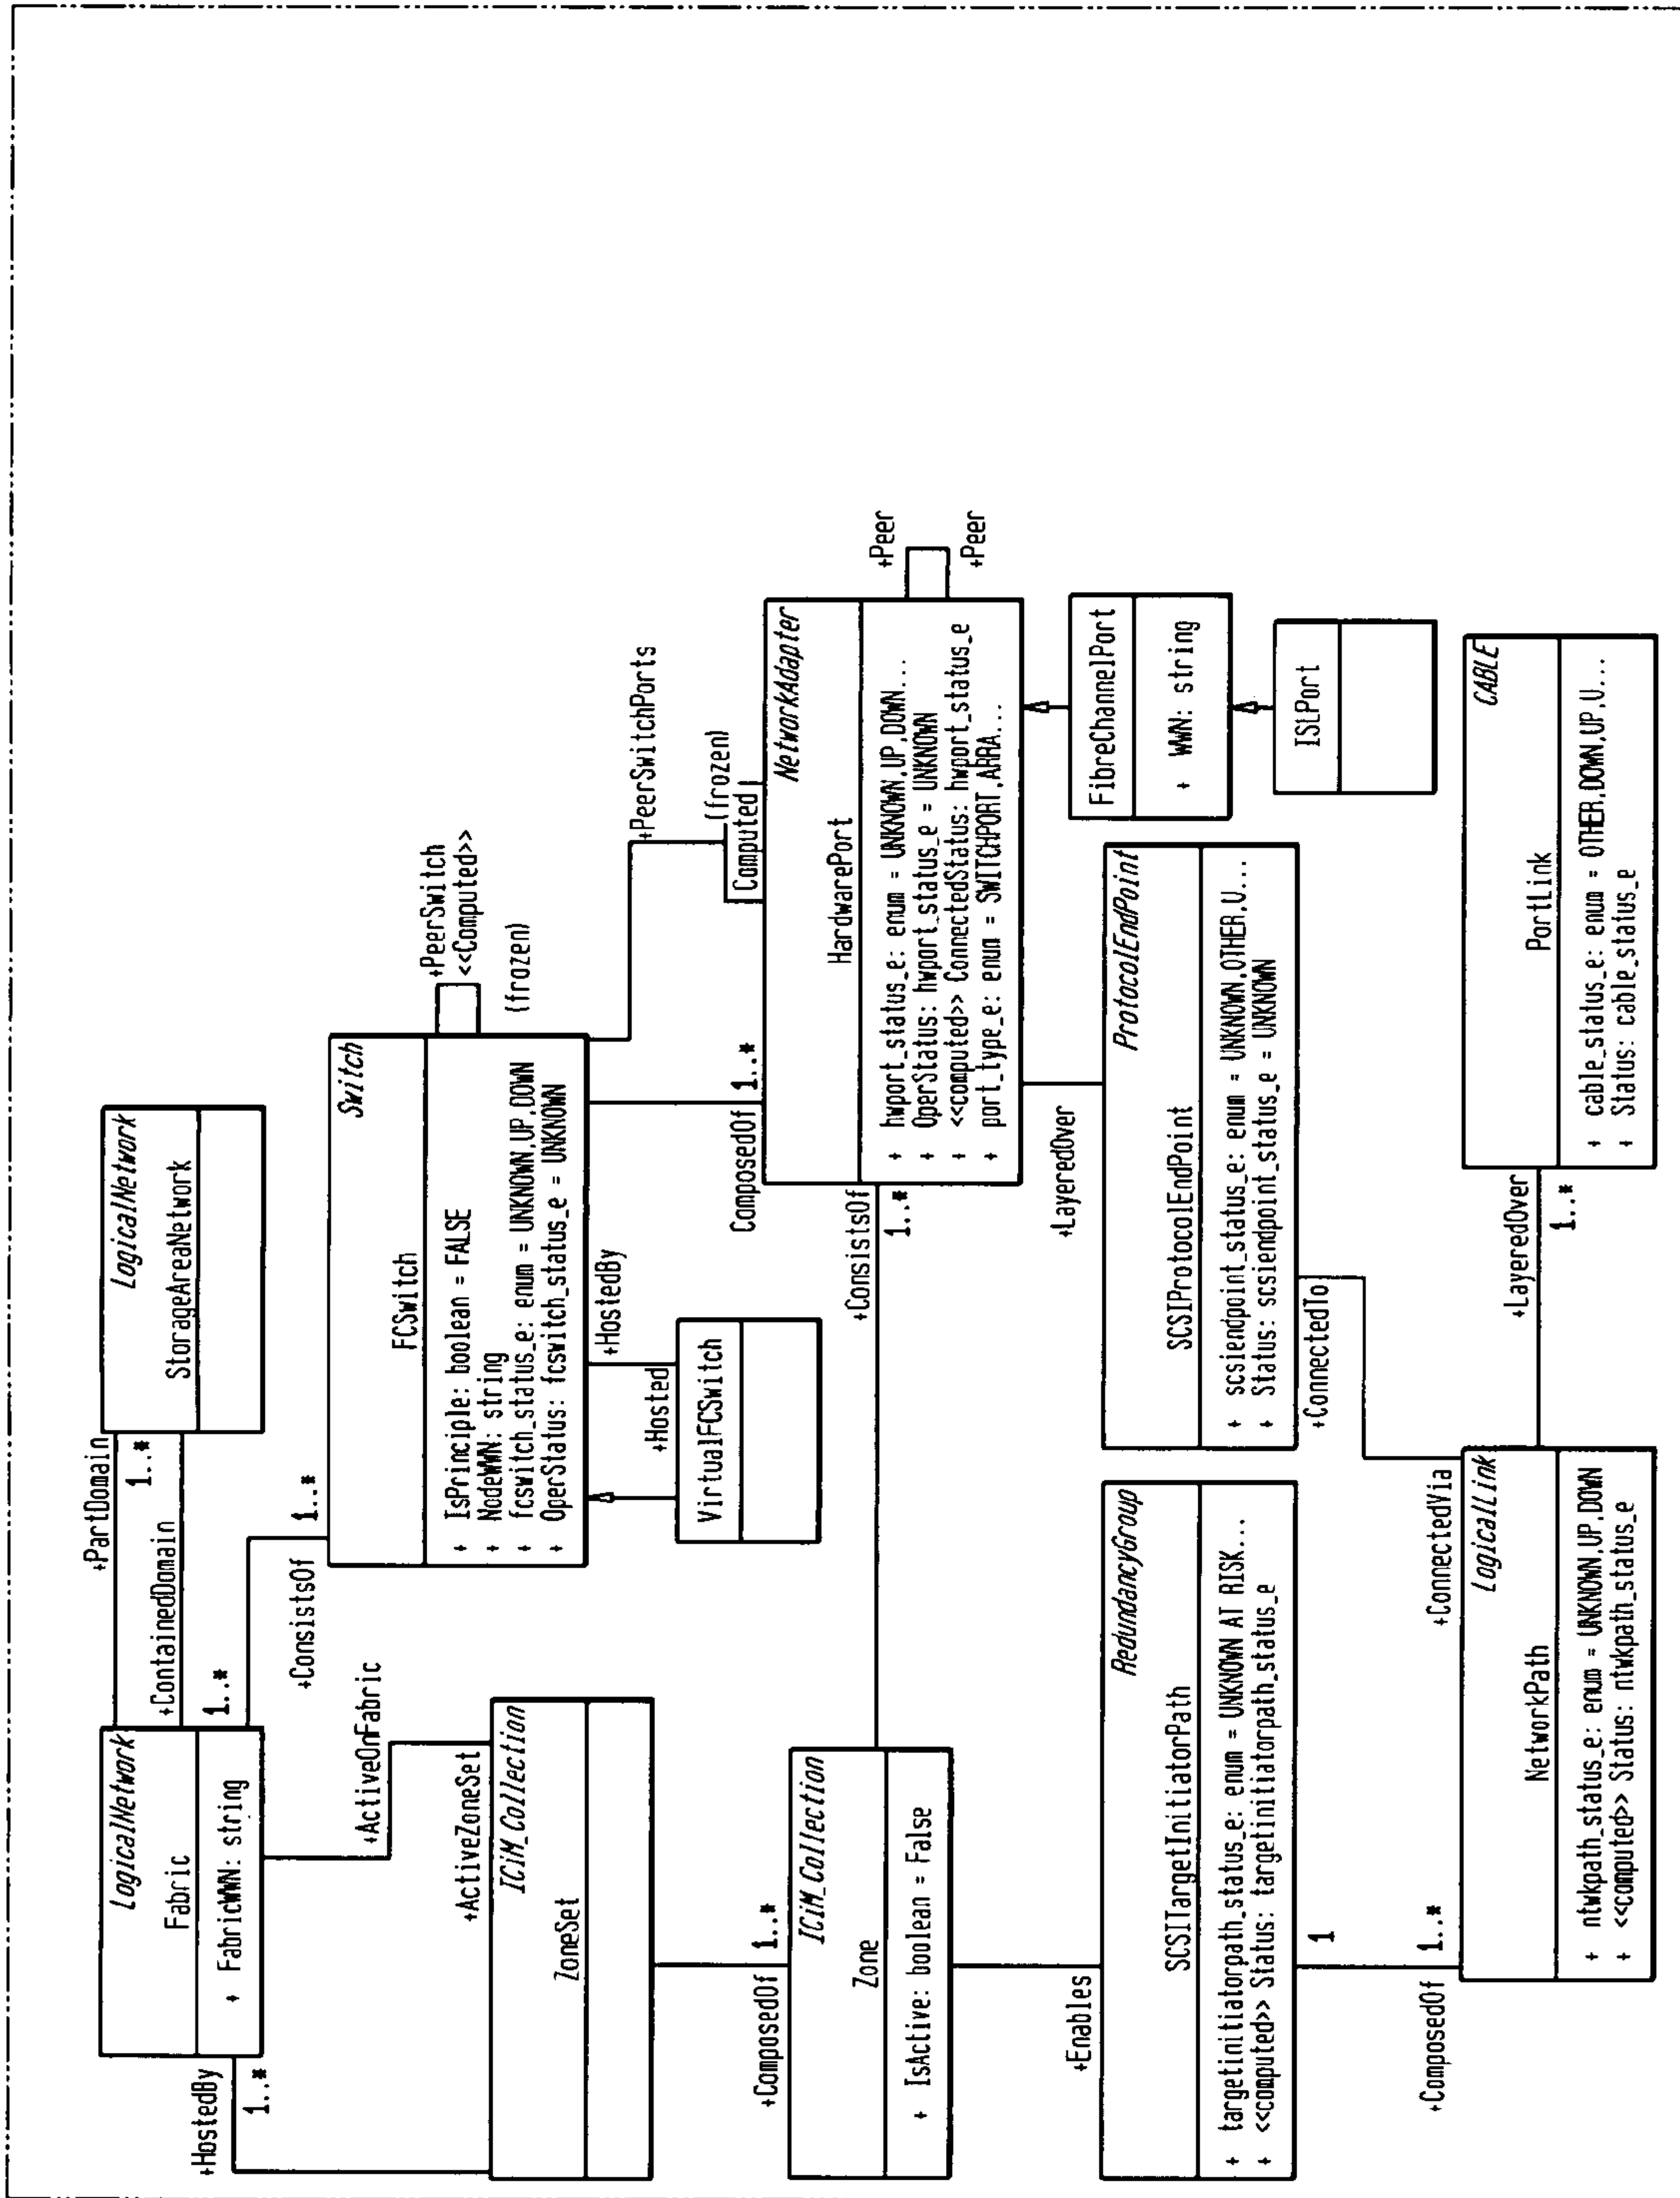 +PartDomain
LogicalNetwork
Fabric
+ FabricWWN: string
1..*
+ContainedDomain
LogicalNetwork
StorageAreaNetwork
+HostedBy
1..*
1..*
+ConsistsOf
1..*
+ActiveOnFabric
+ActiveZoneSet
ICiM_Collection
ZoneSet
Switch
FCSwitch
+ IsPrinciple: boolean = FALSE
+ NodeWWN: string
+ fcswitch_status_e: enum = UNKNOWN,UP,DOWN
+ OperStatus: fcswitch_status_e = UNKNOWN
+PeerSwitch
<<Computed>>
(frozen)
+HostedBy
+Hosted
VirtualFCSwitch
+PeerSwitchPorts
(frozen)
Computed
ComposedOf
1..*
+ComposedOf
1..*
ICiM_Collection
Zone
+ IsActive: boolean = False
+ConsistsOf
1..*
NetworkAdapter
HardwarePort
+ hwport_status_e: enum = UNKNOWN,UP,DOWN...
+ OperStatus: hwport_status_e = UNKNOWN
+ <<computed>> ConnectedStatus: hwport_status_e
+ port_type_e: enum = SWITCHPORT,ARRA...
+Peer
+Peer
+Enables
+LayeredOver
FibreChannelPort
+ WWN: string
ISLPort
RedundancyGroup
SCSITargetInitiatorPath
+ targetinitiatorpath_status_e: enum = UNKNOWN AT RISK...
+ <<computed>> Status: targetinitiatorpath_status_e
ProtocolEndPoint
SCSIProtocolEndPoint
+ scsiendpoint_status_e: enum = UNKNOWN,OTHER,U...
+ Status: scsiendpoint_status_e = UNKNOWN
1
+ComposedOf
1..*
+ConnectedTo
+ConnectedVia
LogicalLink
NetworkPath
+ ntwkpath_status_e: enum = UNKNOWN,UP,DOWN
+ <<computed>> Status: ntwkpath_status_e
+LayeredOver
1..*
CABLE
PortLink
+ cable_status_e: enum = OTHER,DOWN,UP,U...
+ Status: cable_status_e